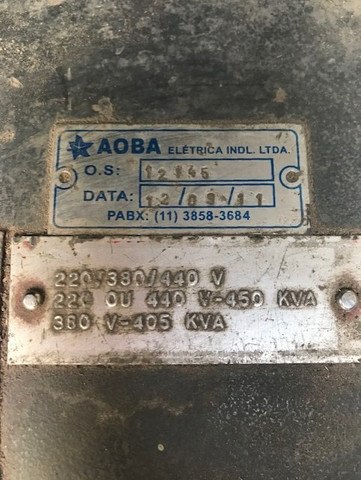 AOBA ELÉTRICA INDL. LTDA.
O.S: 12145
DATA: 12/09/11
PABX: (11) 3858-3684
220/380/440 V
220 OU 440 V-450 KVA
380 V-405 KVA